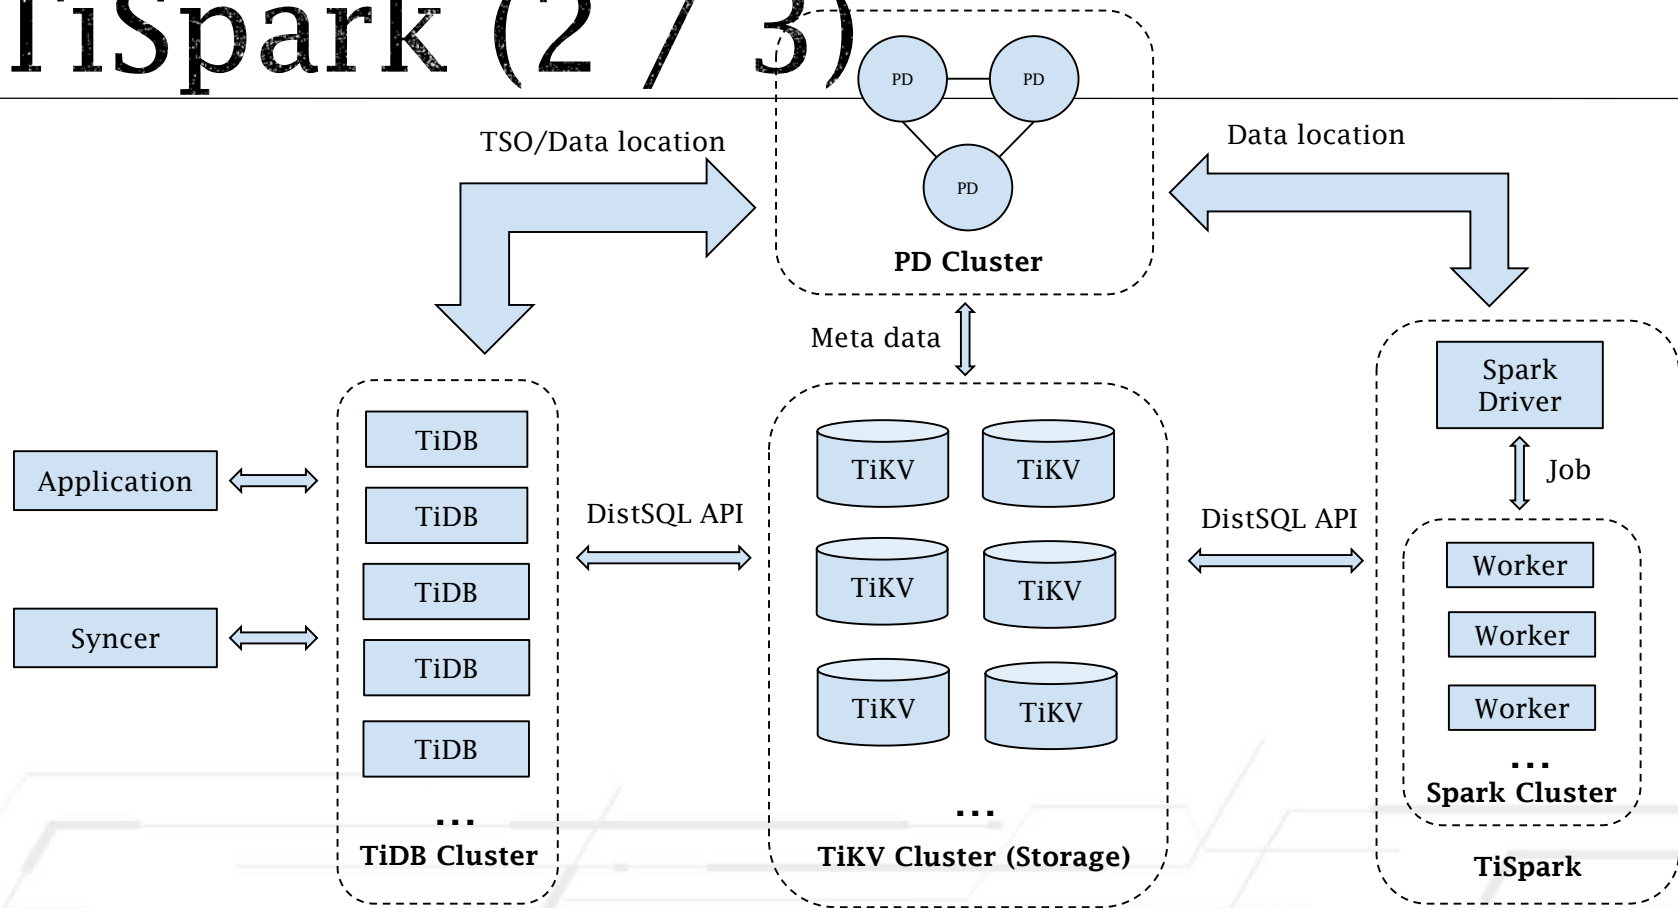 TiSpark (2 / 3)
PD
PD
PD
PD Cluster
TSO/Data location
Data location
Meta data
Application
Syncer
TiDB
TiDB
TiDB
TiDB
TiDB
...
TiDB Cluster
DistSQL API
TiKV
TiKV
TiKV
TiKV
TiKV
TiKV
...
TiKV Cluster (Storage)
DistSQL API
Spark
Driver
Job
Worker
Worker
Worker
...
Spark Cluster
TiSpark